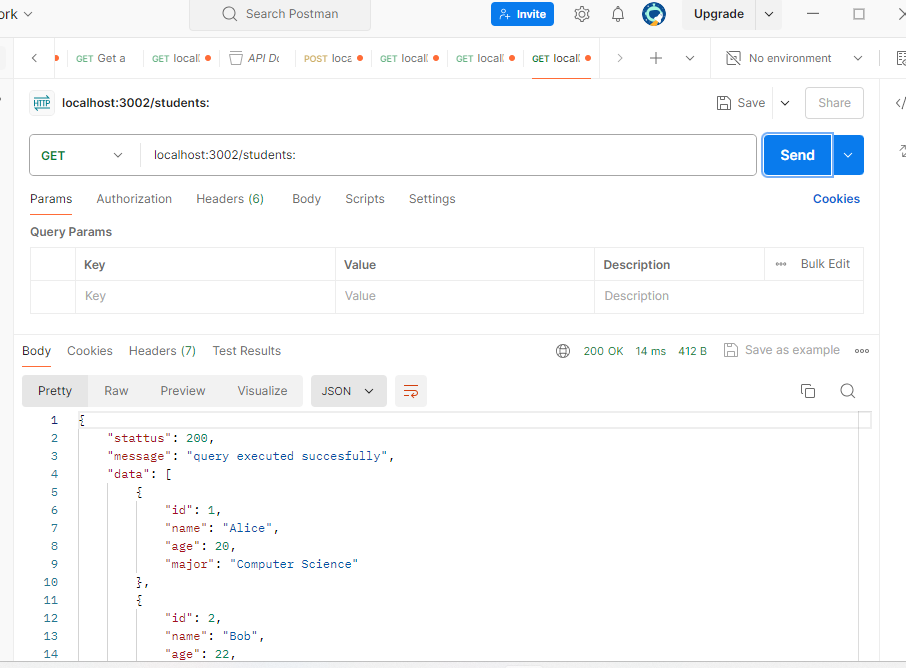 ork
Search Postman
Invite
Upgrade
GET Get a
GET local
API Do
POST loca
GET local
GET local
GET local
No environment
HTTP
localhost:3002/students:
Save
Share
GET
localhost:3002/students:
Send
Params Authorization Headers (6) Body Scripts Settings Cookies
Query Params
Key Value Description Bulk Edit
Key Value Description
Body Cookies Headers (7) Test Results 200 OK 14 ms 412 B Save as example
Pretty Raw Preview Visualize JSON
1 {
2 "stattus": 200,
3 "message": "query executed succesfully",
4 "data": [
5 {
6 "id": 1,
7 "name": "Alice",
8 "age": 20,
9 "major": "Computer Science"
10 },
11 {
12 "id": 2,
13 "name": "Bob",
14 "age": 22,